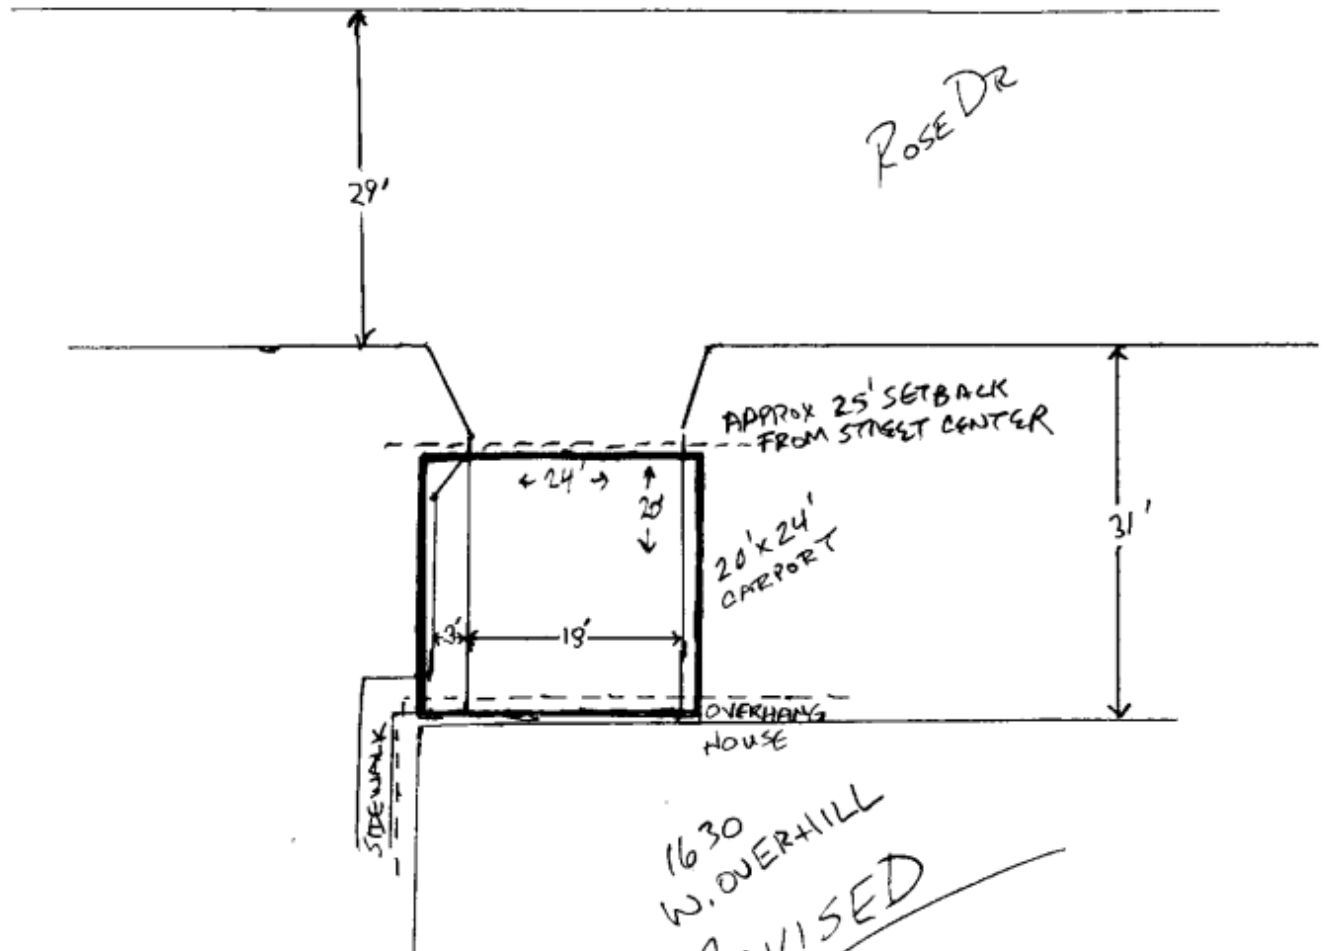 ROSE DR
29'
APPROX 25' SETBACK
FROM STREET CENTER
24'
20'
20'x24'
CARPORT
31'
3'
18'
OVERHANG
HOUSE
SIDEWALK
1630
W. OVERHILL